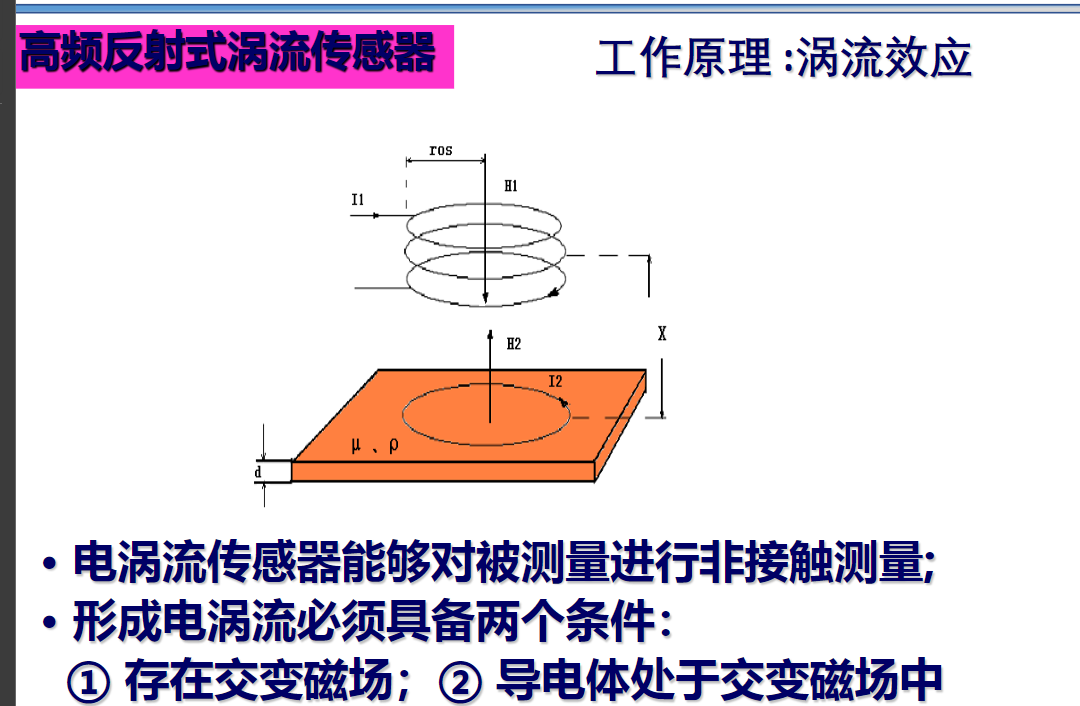 高频反射式涡流传感器
工作原理:涡流效应
ros
H1
I1
X
H2
I2
μ、ρ
d
• 电涡流传感器能够对被测量进行非接触测量;
• 形成电涡流必须具备两个条件：
① 存在交变磁场；② 导电体处于交变磁场中